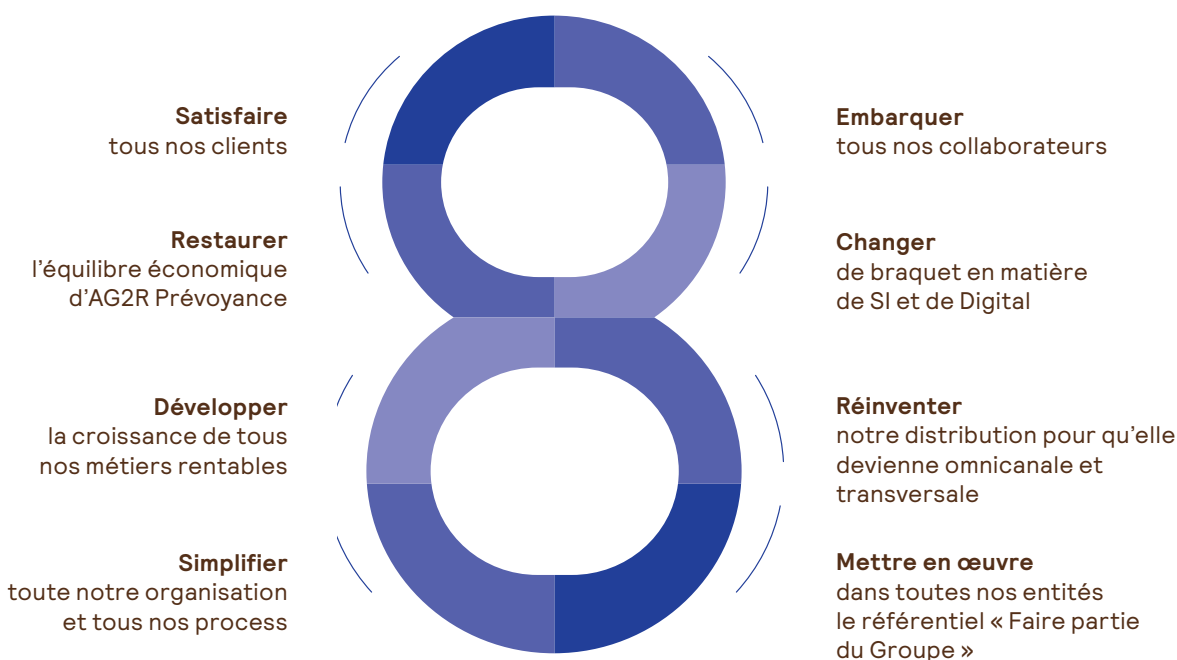 Satisfaire
tous nos clients
Restaurer
l'équilibre économique
d'AG2R Prévoyance
Développer
la croissance de tous
nos métiers rentables
Simplifier
toute notre organisation
et tous nos process
Embarquer
tous nos collaborateurs
Changer
de braquet en matière
de SI et de Digital
Réinventer
notre distribution pour qu'elle
devienne omnicanale et
transversale
Mettre en œuvre
dans toutes nos entités
le référentiel « Faire partie
du Groupe »